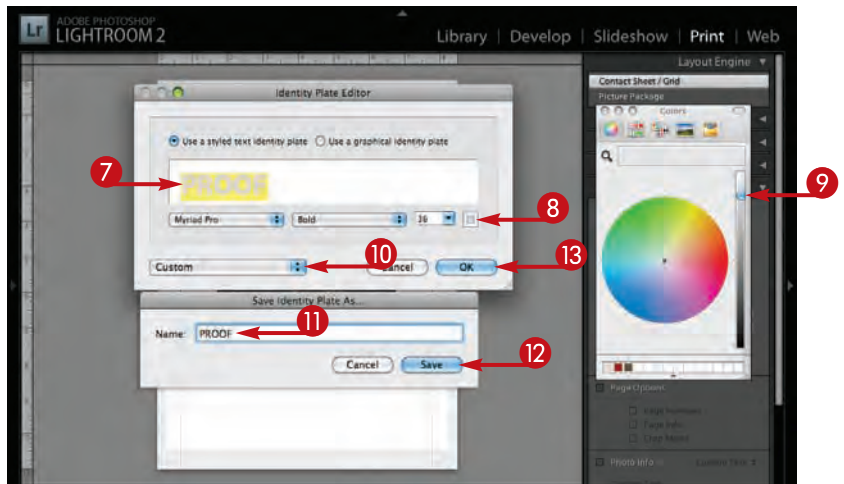 Lr ADOBE PHOTOSHOP
LIGHTROOM 2
Library | Develop | Slideshow | Print | Web
Layout Engine
Contact Sheet / Grid
Picture Package
Colors
Identity Plate Editor
Use a styled text identity plate Use a graphical identity plate
7
PROOF
8
9
Myriad Pro Bold 36
10
13
Custom Cancel OK
Save Identity Plate As...
11
Name: PROOF
12
Cancel Save
Page Options
Page Numbers
Page Info
Crop Marks
Photo Info